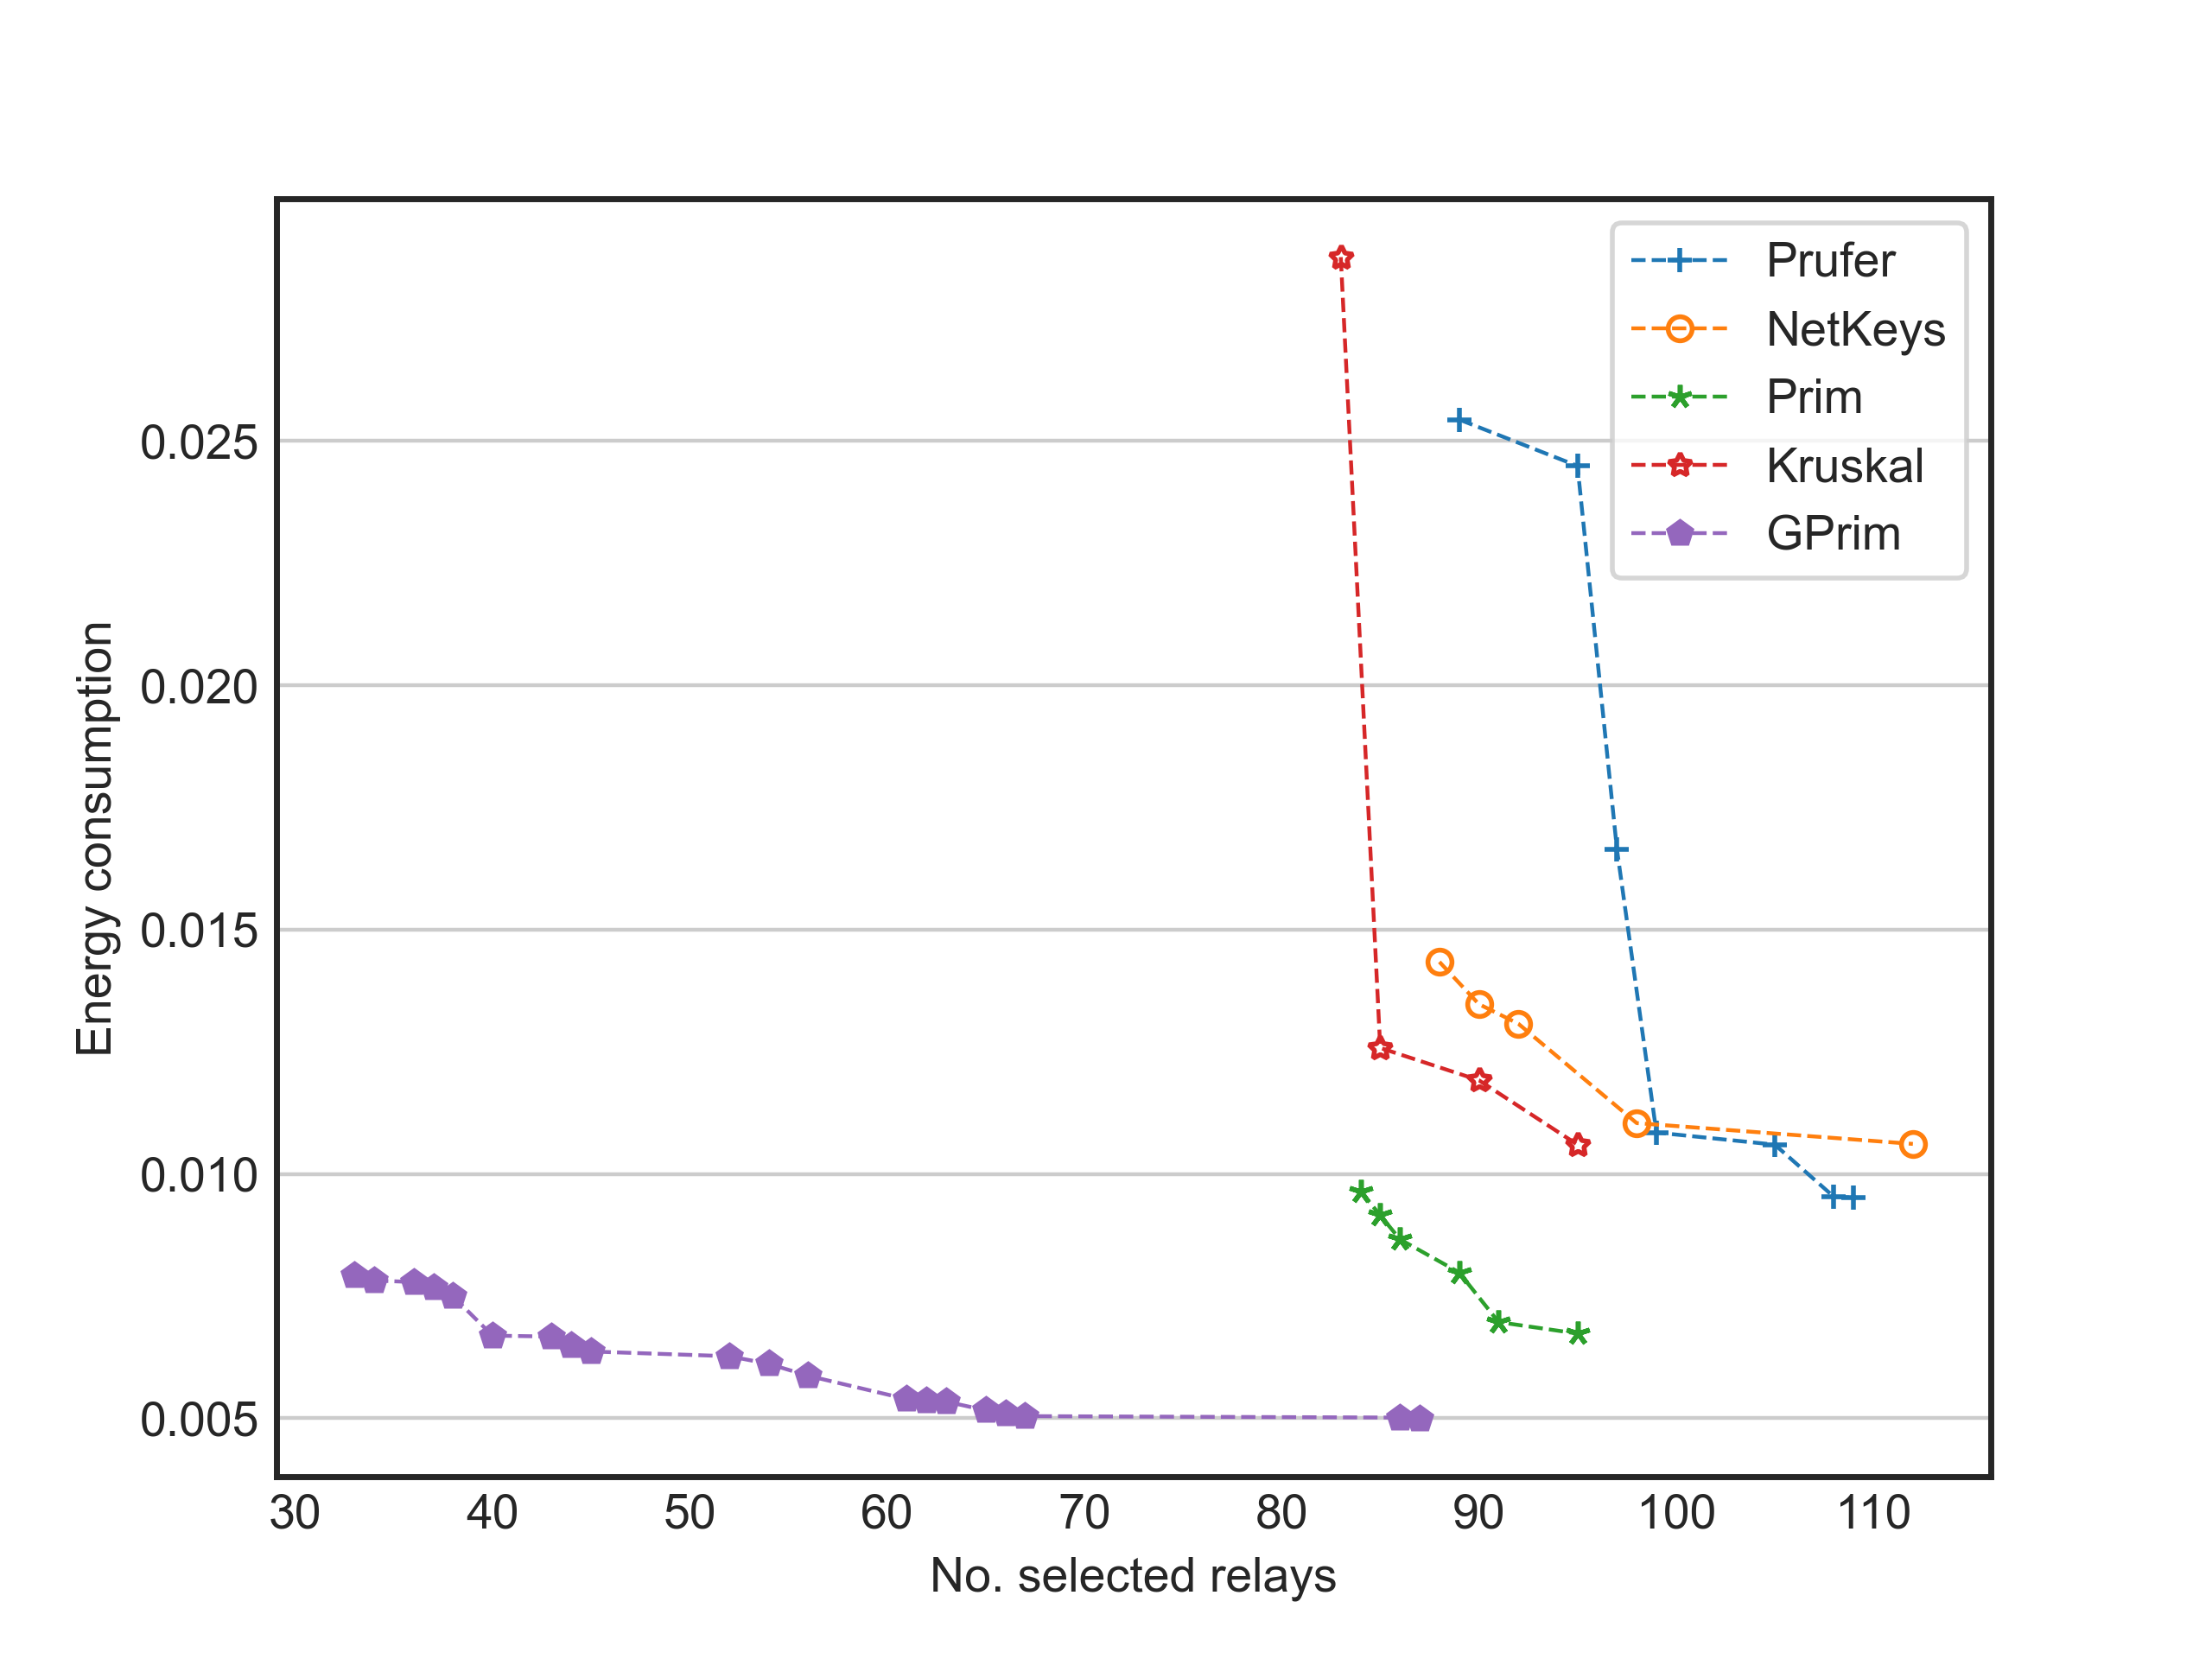 Prufer
NetKeys
Prim
Kruskal
GPrim
0.025
0.020
0.015
0.010
0.005
Energy consumption
30 40 50 60 70 80 90 100 110
No. selected relays